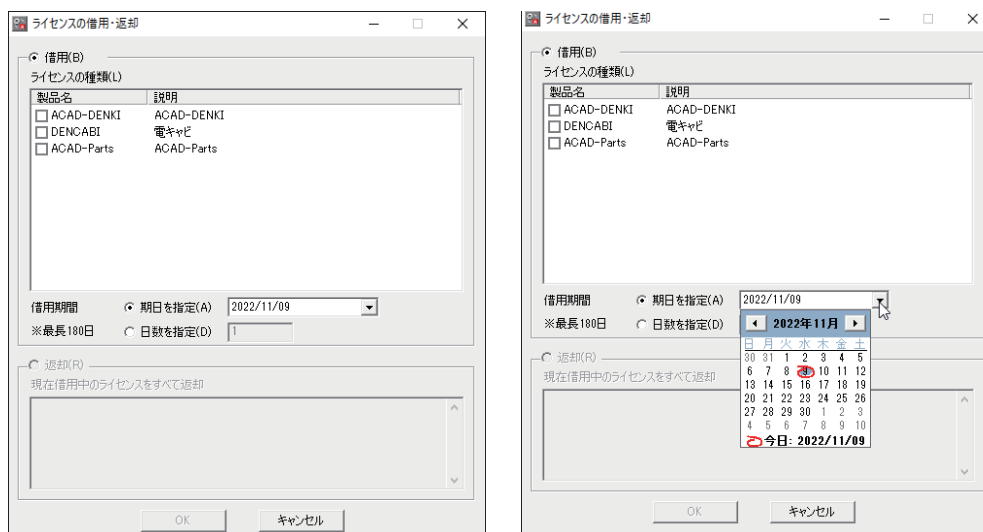 ライセンスの借用・返却
借用(B)
ライセンスの種類(L)
製品名 説明
ACAD-DENKI ACAD-DENKI
DENCABI 電キャビ
ACAD-Parts ACAD-Parts
借用期間 期日を指定(A) 2022/11/09
※最長180日 日数を指定(D) 1
返却(R)
現在借用中のライセンスをすべて返却
OK キャンセル
ライセンスの借用・返却
借用(B)
ライセンスの種類(L)
製品名 説明
ACAD-DENKI ACAD-DENKI
DENCABI 電キャビ
ACAD-Parts ACAD-Parts
借用期間 期日を指定(A) 2022/11/09
※最長180日 日数を指定(D)
2022年11月
日 月 火 水 木 金 土
30 31 1 2 3 4 5
6 7 8 9 10 11 12
13 14 15 16 17 18 19
20 21 22 23 24 25 26
27 28 29 30 1 2 3
4 5 6 7 8 9 10
今日: 2022/11/09
返却(R)
現在借用中のライセンスをすべて返却
OK キャンセル